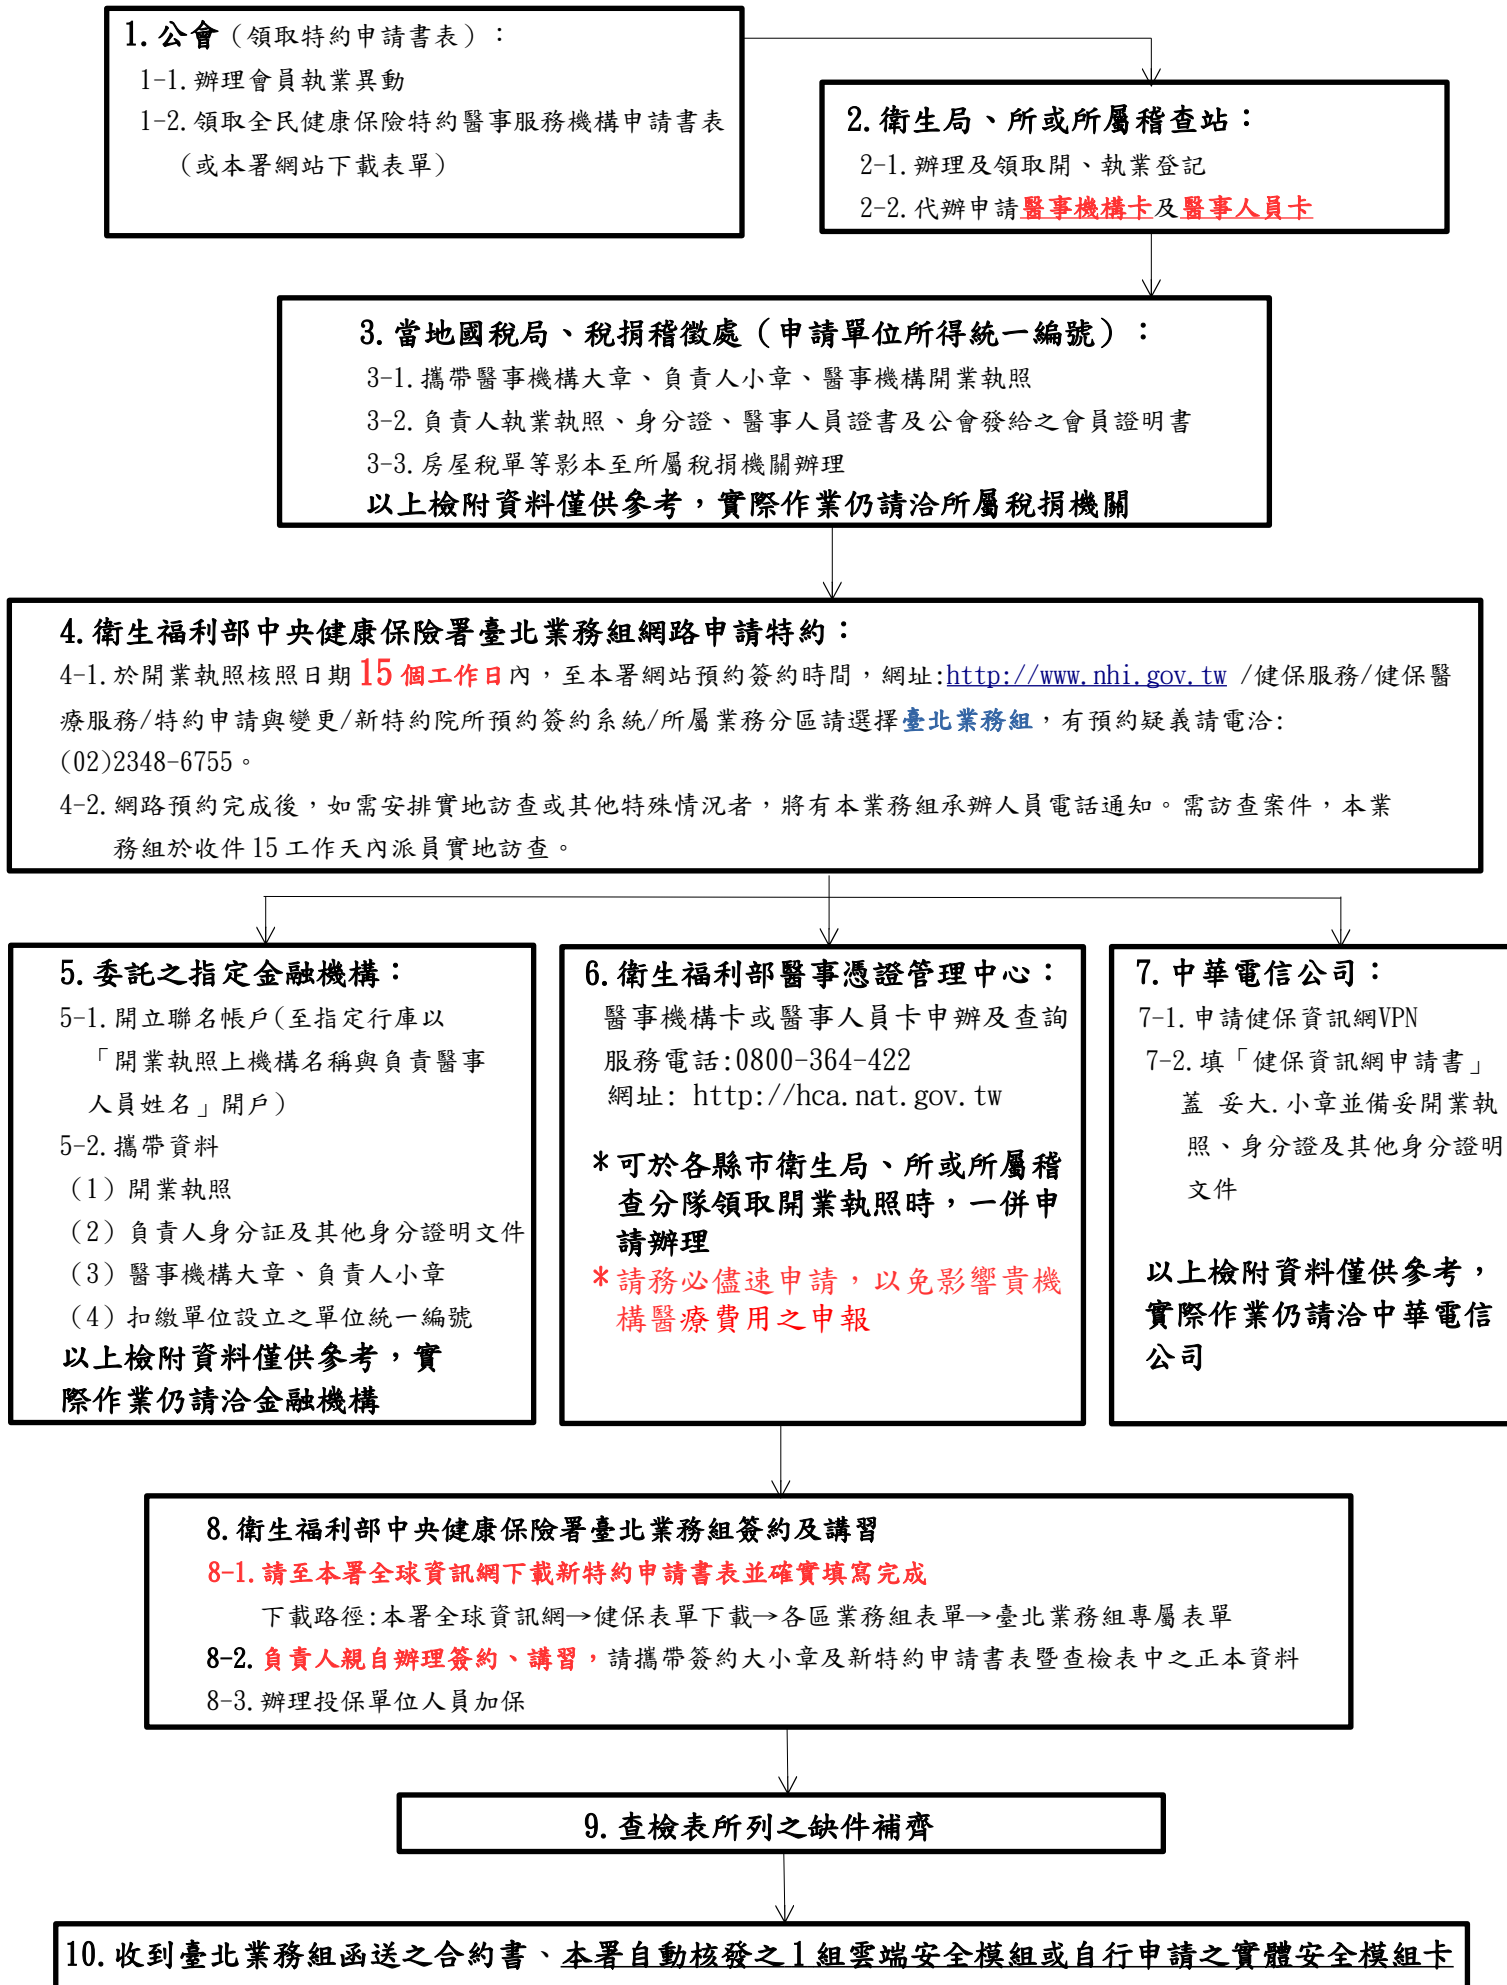 1.公會（領取特約申請書表）：
1-1.辦理會員執業異動
1-2.領取全民健康保險特約醫事服務機構申請書表
（或本署網站下載表單）
2.衛生局、所或所屬稽查站：
2-1.辦理及領取開、執業登記
2-2.代辦申請醫事機構卡及醫事人員卡
3.當地國稅局、稅捐稽徵處（申請單位所得統一編號）：
3-1.攜帶醫事機構大章、負責人小章、醫事機構開業執照
3-2.負責人執業執照、身分證、醫事人員證書及公會發給之會員證明書
3-3.房屋稅單等影本至所屬稅捐機關辦理
以上檢附資料僅供參考，實際作業仍請洽所屬稅捐機關
4.衛生福利部中央健康保險署臺北業務組網路申請特約：
4-1.於開業執照核照日期15個工作日內，至本署網站預約簽約時間，網址:http://www.nhi.gov.tw /健保服務/健保醫
療服務/特約申請與變更/新特約院所預約簽約系統/所屬業務分區請選擇臺北業務組，有預約疑義請電洽:
(02)2348-6755。
4-2.網路預約完成後，如需安排實地訪查或其他特殊情況者，將有本業務組承辦人員電話通知。需訪查案件，本業
務組於收件15工作天內派員實地訪查。
5.委託之指定金融機構：
5-1.開立聯名帳戶(至指定行庫以
「開業執照上機構名稱與負責醫事
人員姓名」開戶)
5-2.攜帶資料
（1）開業執照
（2）負責人身分証及其他身分證明文件
（3）醫事機構大章、負責人小章
（4）扣繳單位設立之單位統一編號
以上檢附資料僅供參考，實
際作業仍請洽金融機構
6.衛生福利部醫事憑證管理中心：
醫事機構卡或醫事人員卡申辦及查詢
服務電話:0800-364-422
網址: http://hca.nat.gov.tw
*可於各縣市衛生局、所或所屬稽
查分隊領取開業執照時，一併申
請辦理
*請務必儘速申請，以免影響貴機
構醫療費用之申報
7.中華電信公司：
7-1.申請健保資訊網VPN
7-2.填「健保資訊網申請書」
蓋 妥大.小章並備妥開業執
照、身分證及其他身分證明
文件
以上檢附資料僅供參考，
實際作業仍請洽中華電信
公司
8.衛生福利部中央健康保險署臺北業務組簽約及講習
8-1.請至本署全球資訊網下載新特約申請書表並確實填寫完成
下載路徑:本署全球資訊網→健保表單下載→各區業務組表單→臺北業務組專屬表單
8-2.負責人親自辦理簽約、講習，請攜帶簽約大小章及新特約申請書表暨查檢表中之正本資料
8-3.辦理投保單位人員加保
9.查檢表所列之缺件補齊
10.收到臺北業務組函送之合約書、本署自動核發之1組雲端安全模組或自行申請之實體安全模組卡